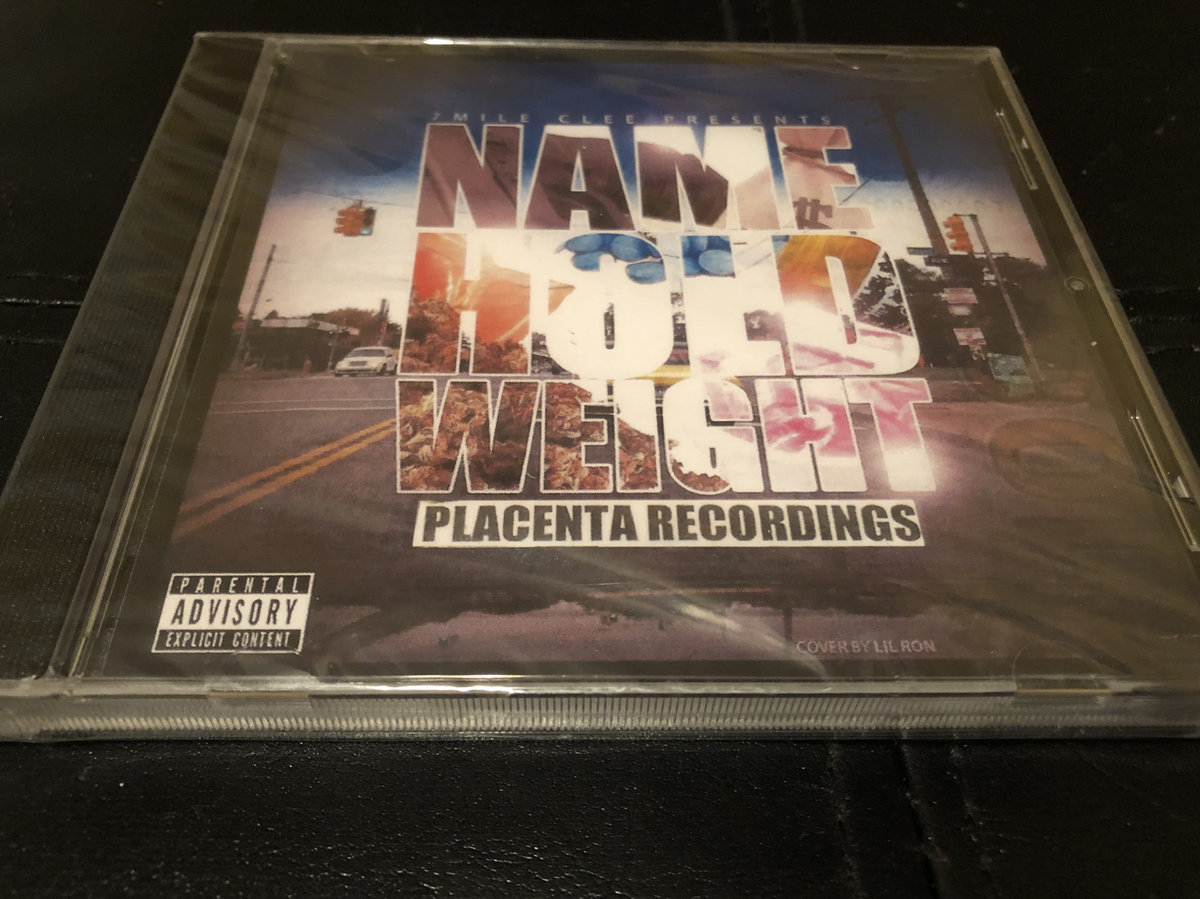 7MILE CLEE PRESENTS
NAME
HOLD
WEIGHT
PLACENTA RECORDINGS
PARENTAL
ADVISORY
EXPLICIT CONTENT
COVER BY LIL RON